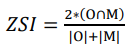 ZSI = 2*(O∩M) / |O|+|M|